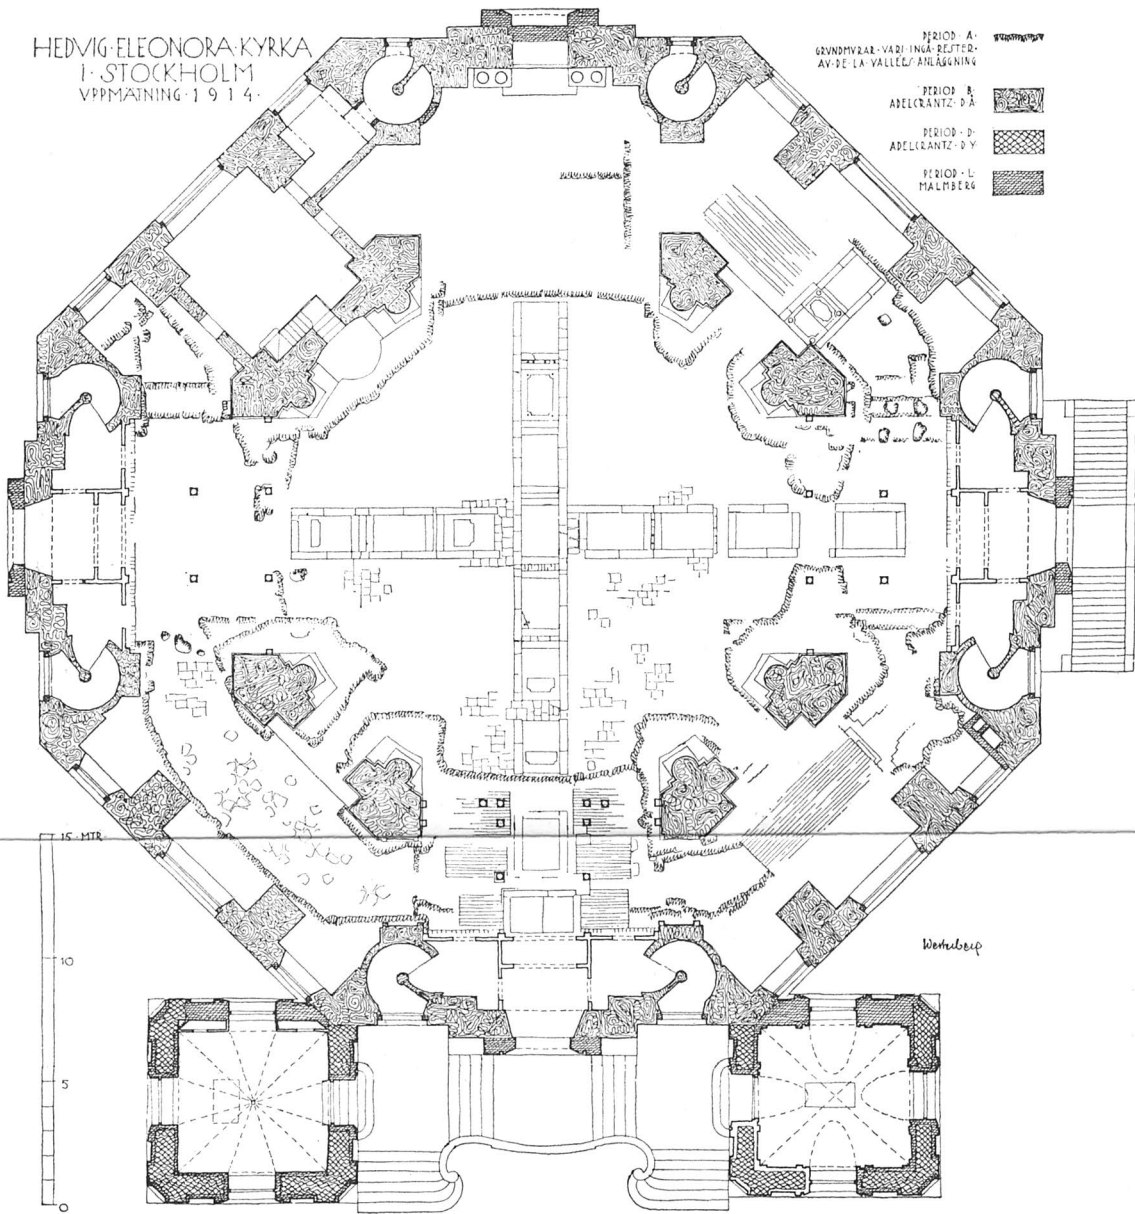 HEDVIG·ELEONORA·KYRKA
I·STOCKHOLM
VPPMÄTNING·1914·
PERIOD·A·
GRVNDMVRAR·VARI·INGÅ·RESTER·
AV·DE·LA·VALLÉES·ANLÄGGNING
PERIOD·B·
ADELCRANTZ·D·Ä·
PERIOD·D·
ADELCRANTZ·D·Y·
PERIOD·L·
MALMBERG
15·MTR
10
5
0